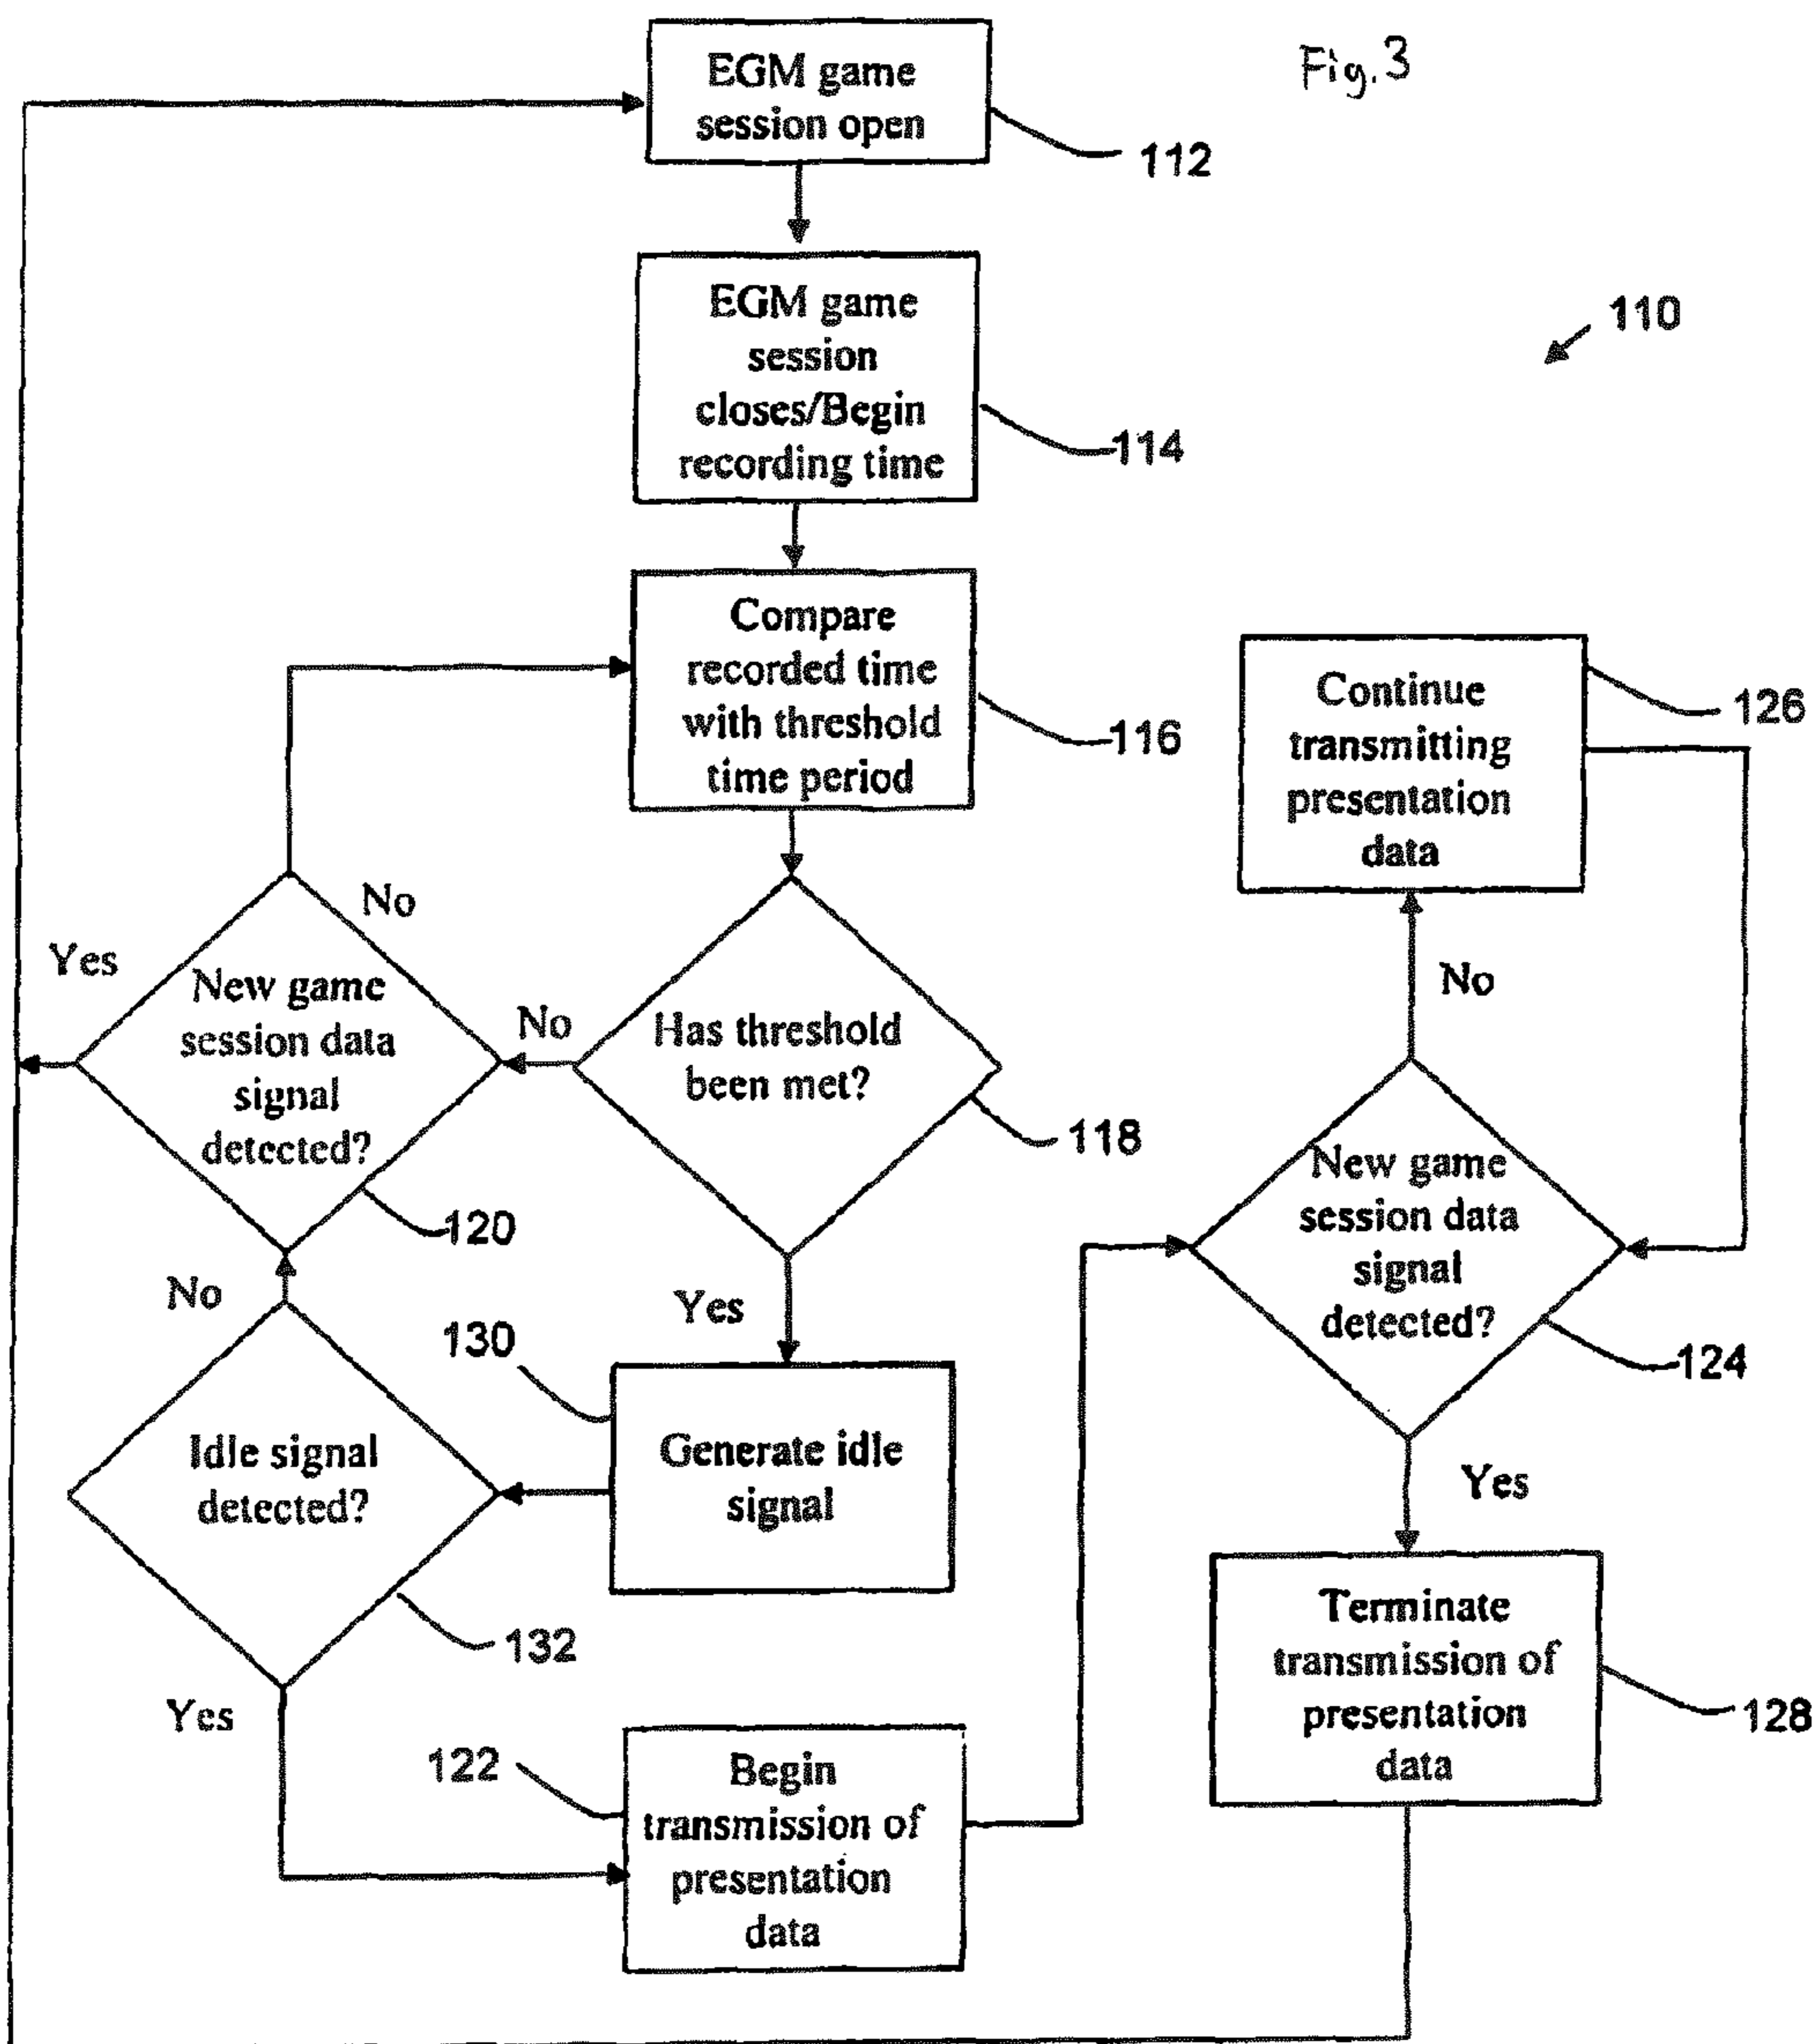 Fig. 3
EGM game
session open
112
EGM game
session
closes/Begin
recording time
114
110
Compare
recorded time
with threshold
time period
116
Continue
transmitting
presentation
data
126
No
Yes
New game
session data
signal
detected?
120
No
Has threshold
been met?
118
No
New game
session data
signal
detected?
124
No
Yes
130
Generate idle
signal
Idle signal
detected?
132
Yes
Yes
Terminate
transmission of
presentation
data
128
122
Begin
transmission of
presentation
data